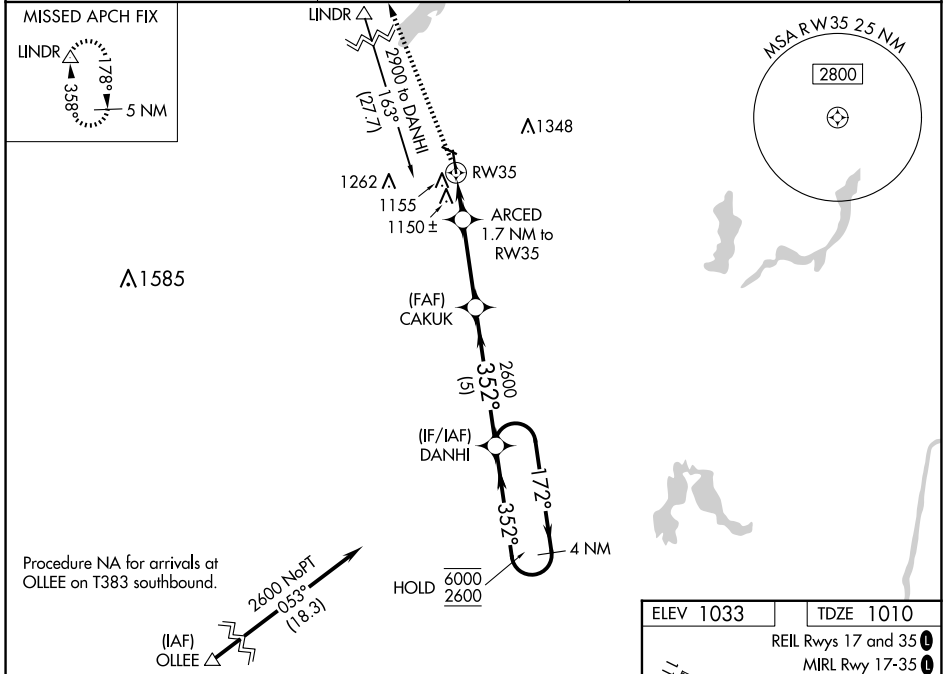 MISSED APCH FIX
LINDR
178°
358°
5 NM
LINDR
2900 to DANHI
163°
(27.7)
MSA RW35 25 NM
2800
1348
RW35
1262
1155
1150 ±
ARCED
1.7 NM to
RW35
1585
(FAF)
CAKUK
2600
352°
(5)
(IF/IAF)
DANHI
172°
352°
4 NM
HOLD
6000
2600
Procedure NA for arrivals at
OLLEE on T383 southbound.
2600 NoPT
053°
(18.3)
(IAF)
OLLEE
ELEV 1033
TDZE 1010
REIL Rwys 17 and 35 L
MIRL Rwy 17-35 L